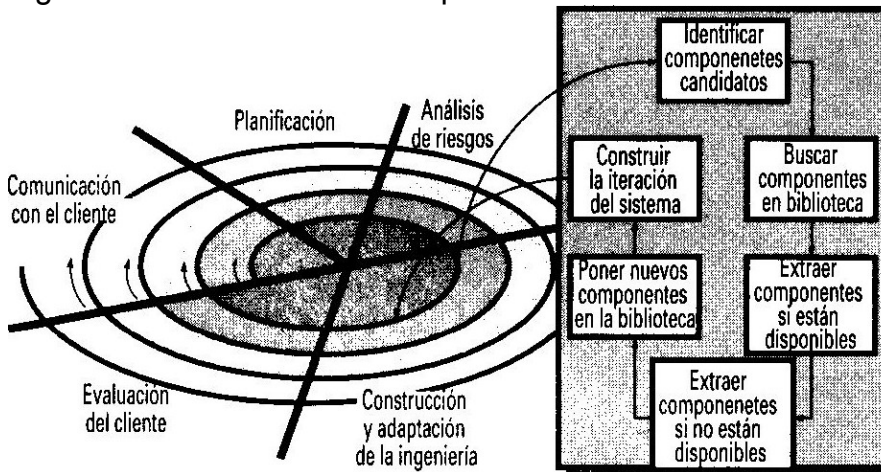 Planificación
Análisis
de riesgos
Comunicación
con el cliente
Evaluación
del cliente
Construcción
y adaptación
de la ingeniería
Identificar
componenetes
candidatos
Buscar
componentes
en biblioteca
Extraer
componentes
si están
disponibles
Extraer
componenetes
si no están
disponibles
Poner nuevos
componentes
en la biblioteca
Construir
la iteración
del sistema